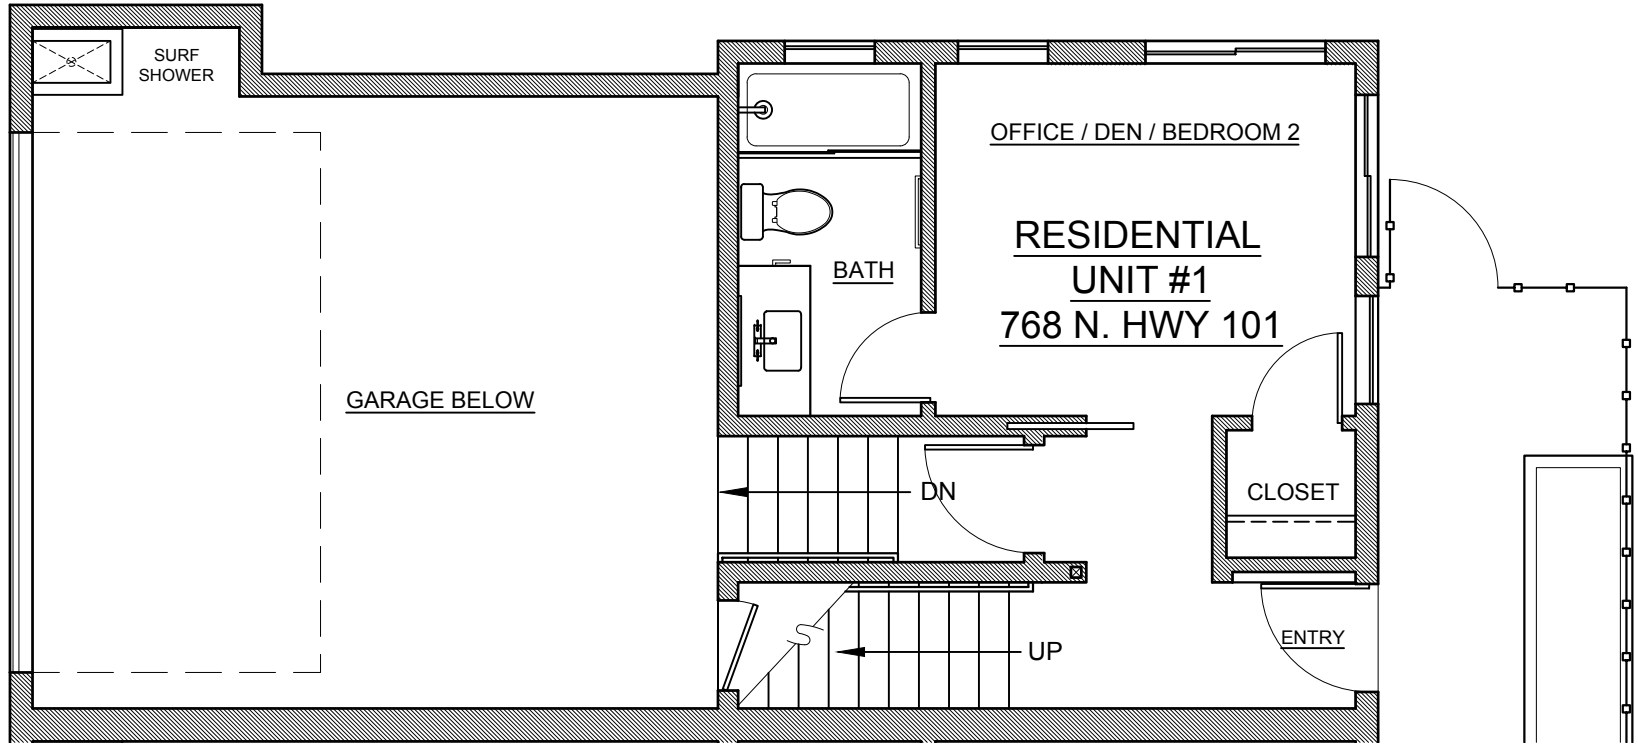 SURF
SHOWER
OFFICE / DEN / BEDROOM 2
RESIDENTIAL
UNIT #1
768 N. HWY 101
BATH
GARAGE BELOW
DN
CLOSET
UP
ENTRY